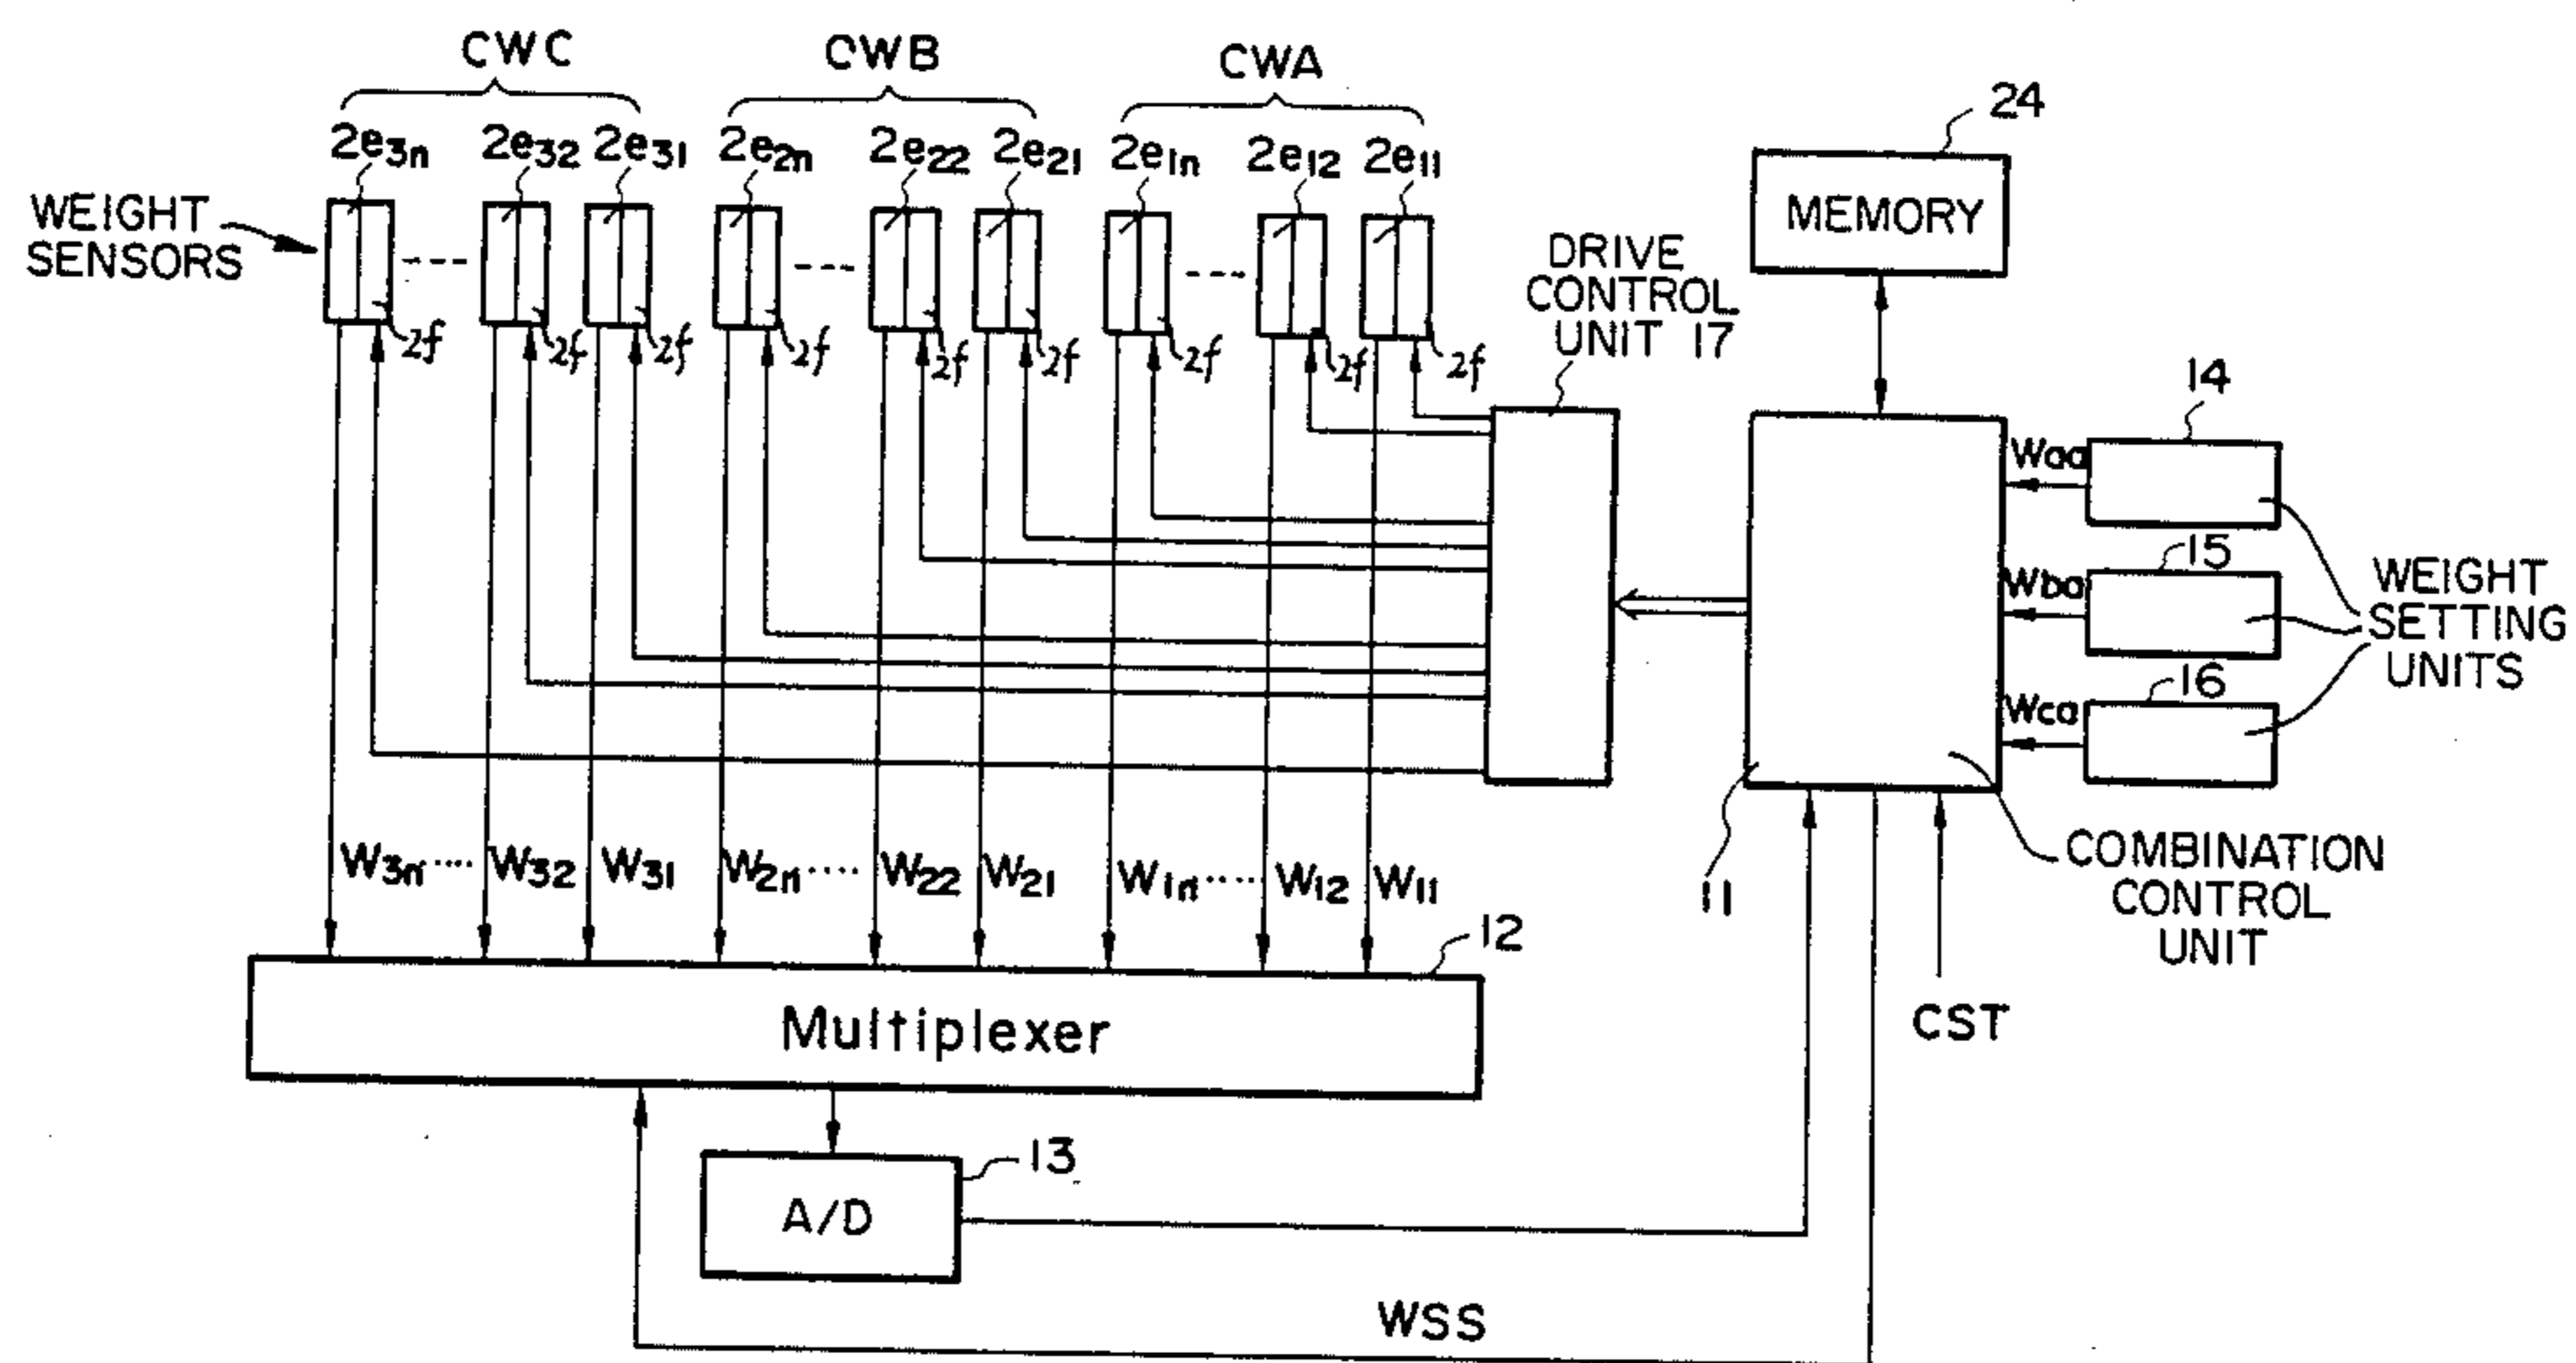 CWC CWB CWA
24
2e3n 2e32 2e31 2e2n 2e22 2e21 2e1n 2e12 2e11
WEIGHT
SENSORS
MEMORY
DRIVE
CONTROL
UNIT 17
2f 2f 2f 2f 2f 2f 2f 2f 2f
14
Waa
15
Wba
WEIGHT
SETTING
UNITS
16
Wca
W3n ····· W32 W31 W2n ····· W22 W21 W1n ····· W12 W11
11
COMBINATION
CONTROL
UNIT
12
Multiplexer
CST
13
A/D
WSS